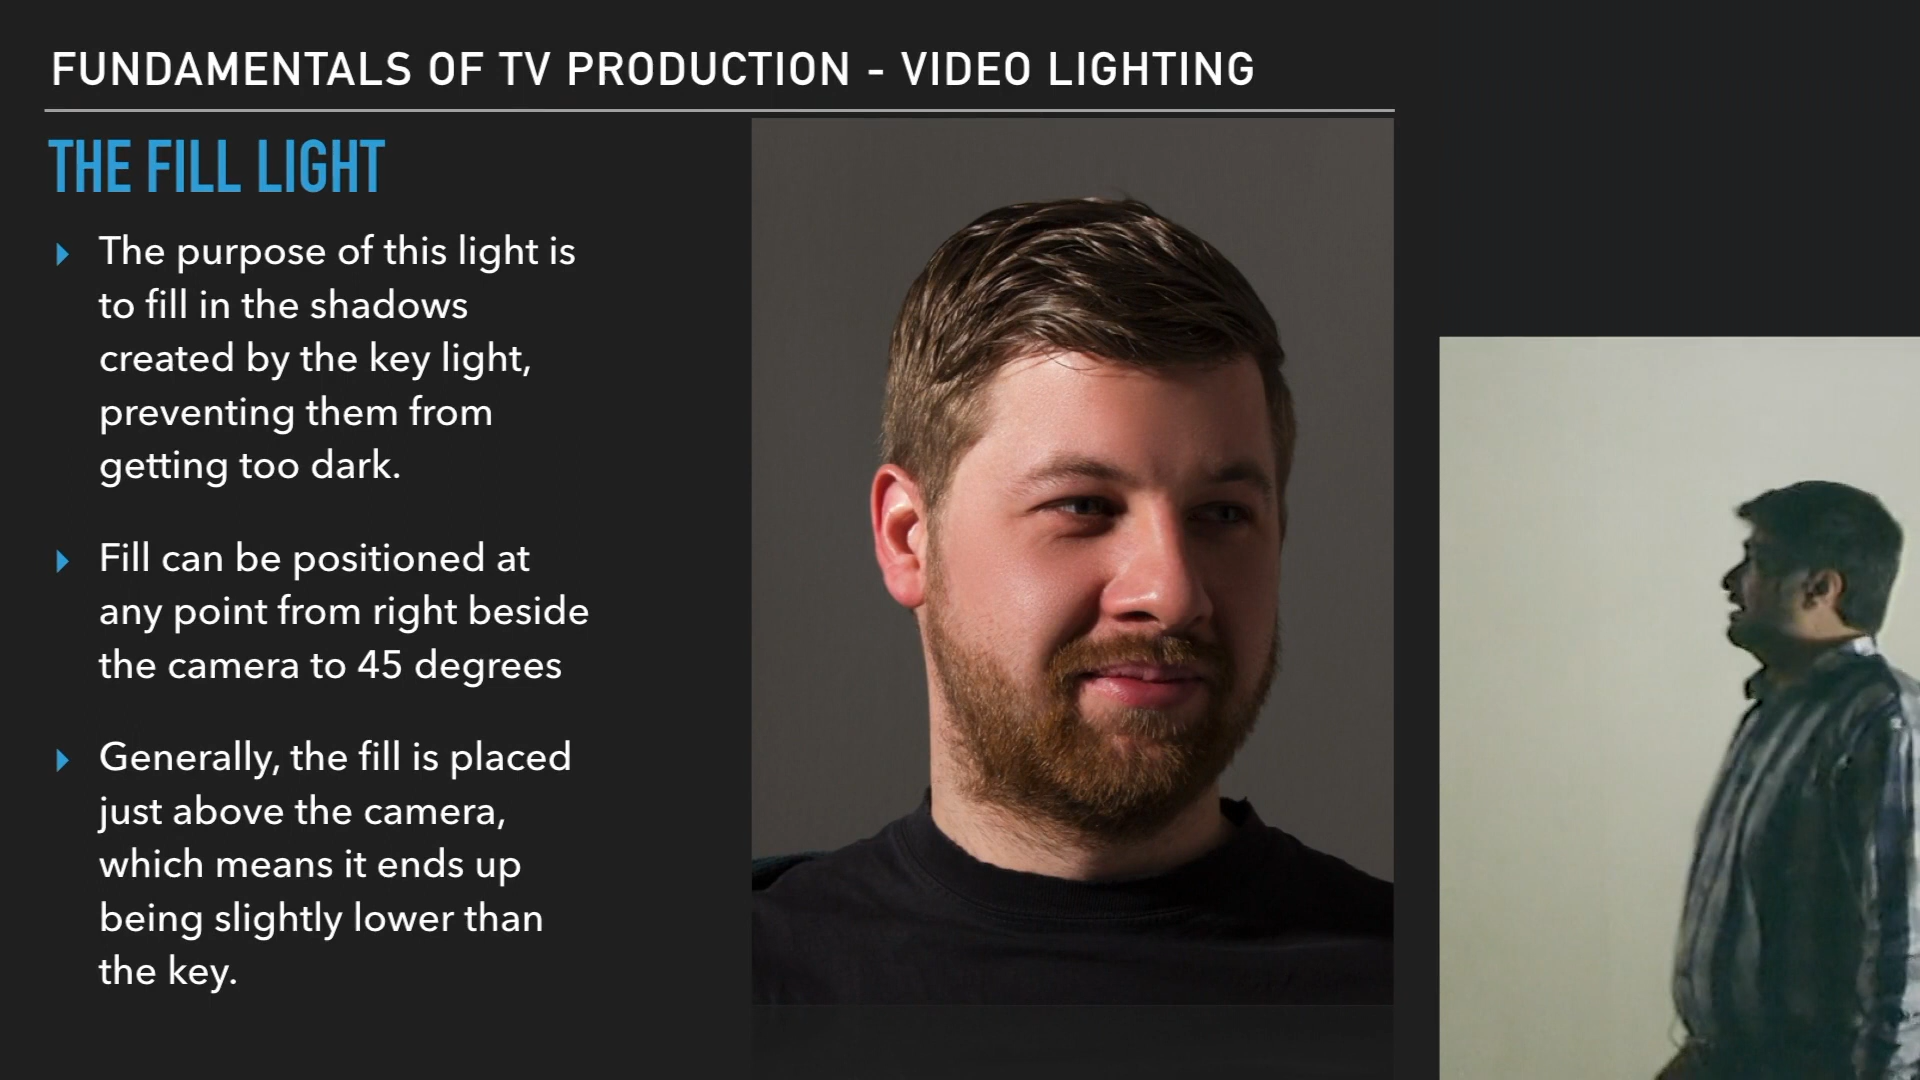 FUNDAMENTALS OF TV PRODUCTION - VIDEO LIGHTING
THE FILL LIGHT
The purpose of this light is
to fill in the shadows
created by the key light,
preventing them from
getting too dark.
Fill can be positioned at
any point from right beside
the camera to 45 degrees
Generally, the fill is placed
just above the camera,
which means it ends up
being slightly lower than
the key.